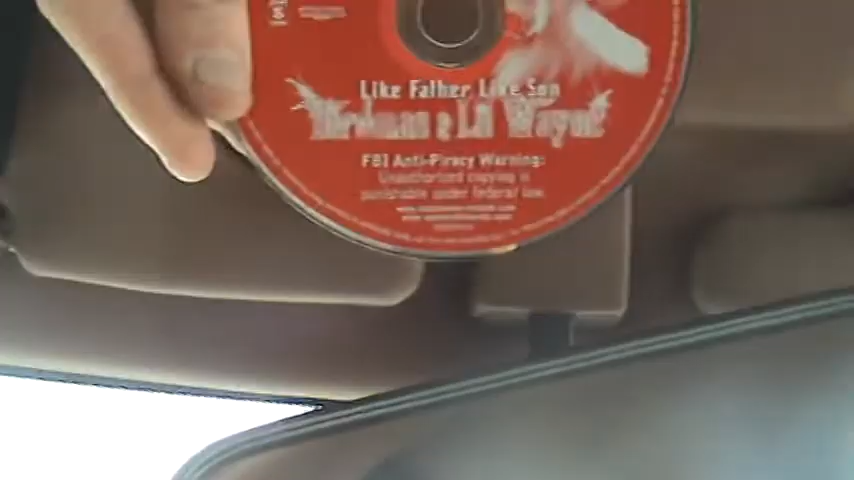 Like Father Like Son
Birdman & Lil Wayne
FBI Anti-Piracy Warning:
Unauthorized copying is
punishable under federal law.